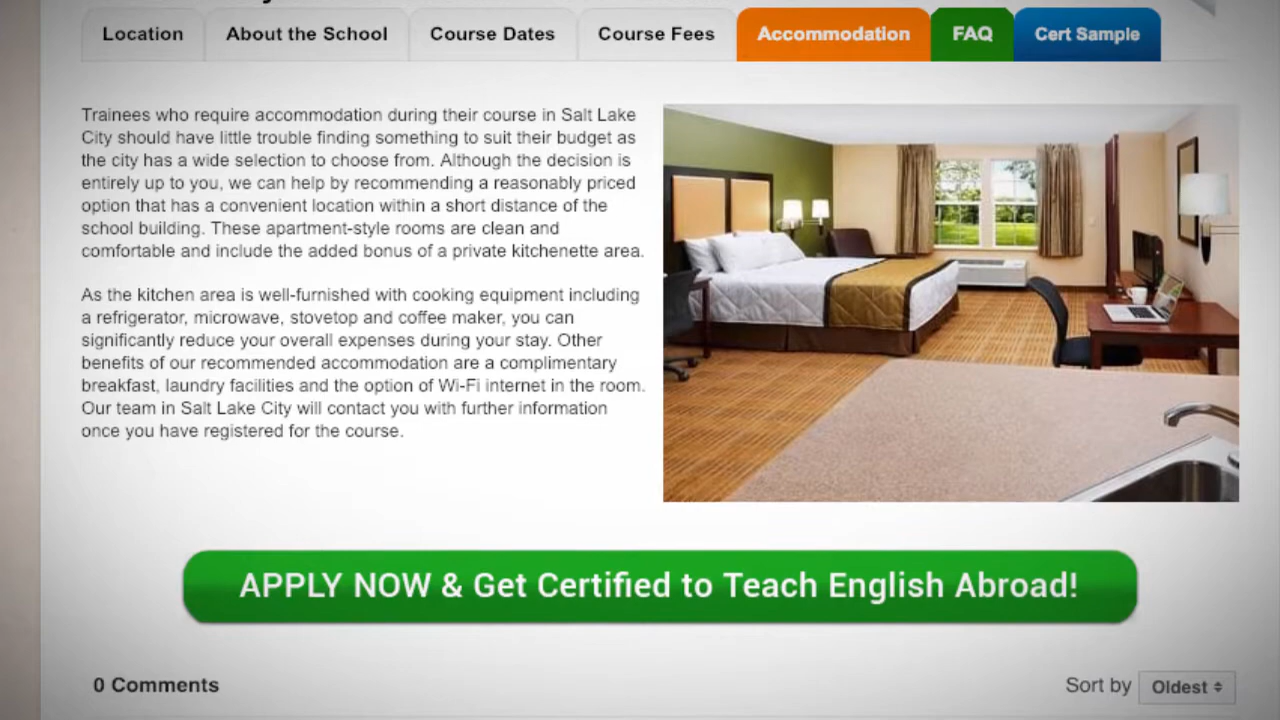 Location
About the School
Course Dates
Course Fees
Accommodation
FAQ
Cert Sample
Trainees who require accommodation during their course in Salt Lake
City should have little trouble finding something to suit their budget as
the city has a wide selection to choose from. Although the decision is
entirely up to you, we can help by recommending a reasonably priced
option that has a convenient location within a short distance of the
school building. These apartment-style rooms are clean and
comfortable and include the added bonus of a private kitchenette area.
As the kitchen area is well-furnished with cooking equipment including
a refrigerator, microwave, stovetop and coffee maker, you can
significantly reduce your overall expenses during your stay. Other
benefits of our recommended accommodation are a complimentary
breakfast, laundry facilities and the option of Wi-Fi internet in the room.
Our team in Salt Lake City will contact you with further information
once you have registered for the course.
APPLY NOW & Get Certified to Teach English Abroad!
0 Comments
Sort by Oldest